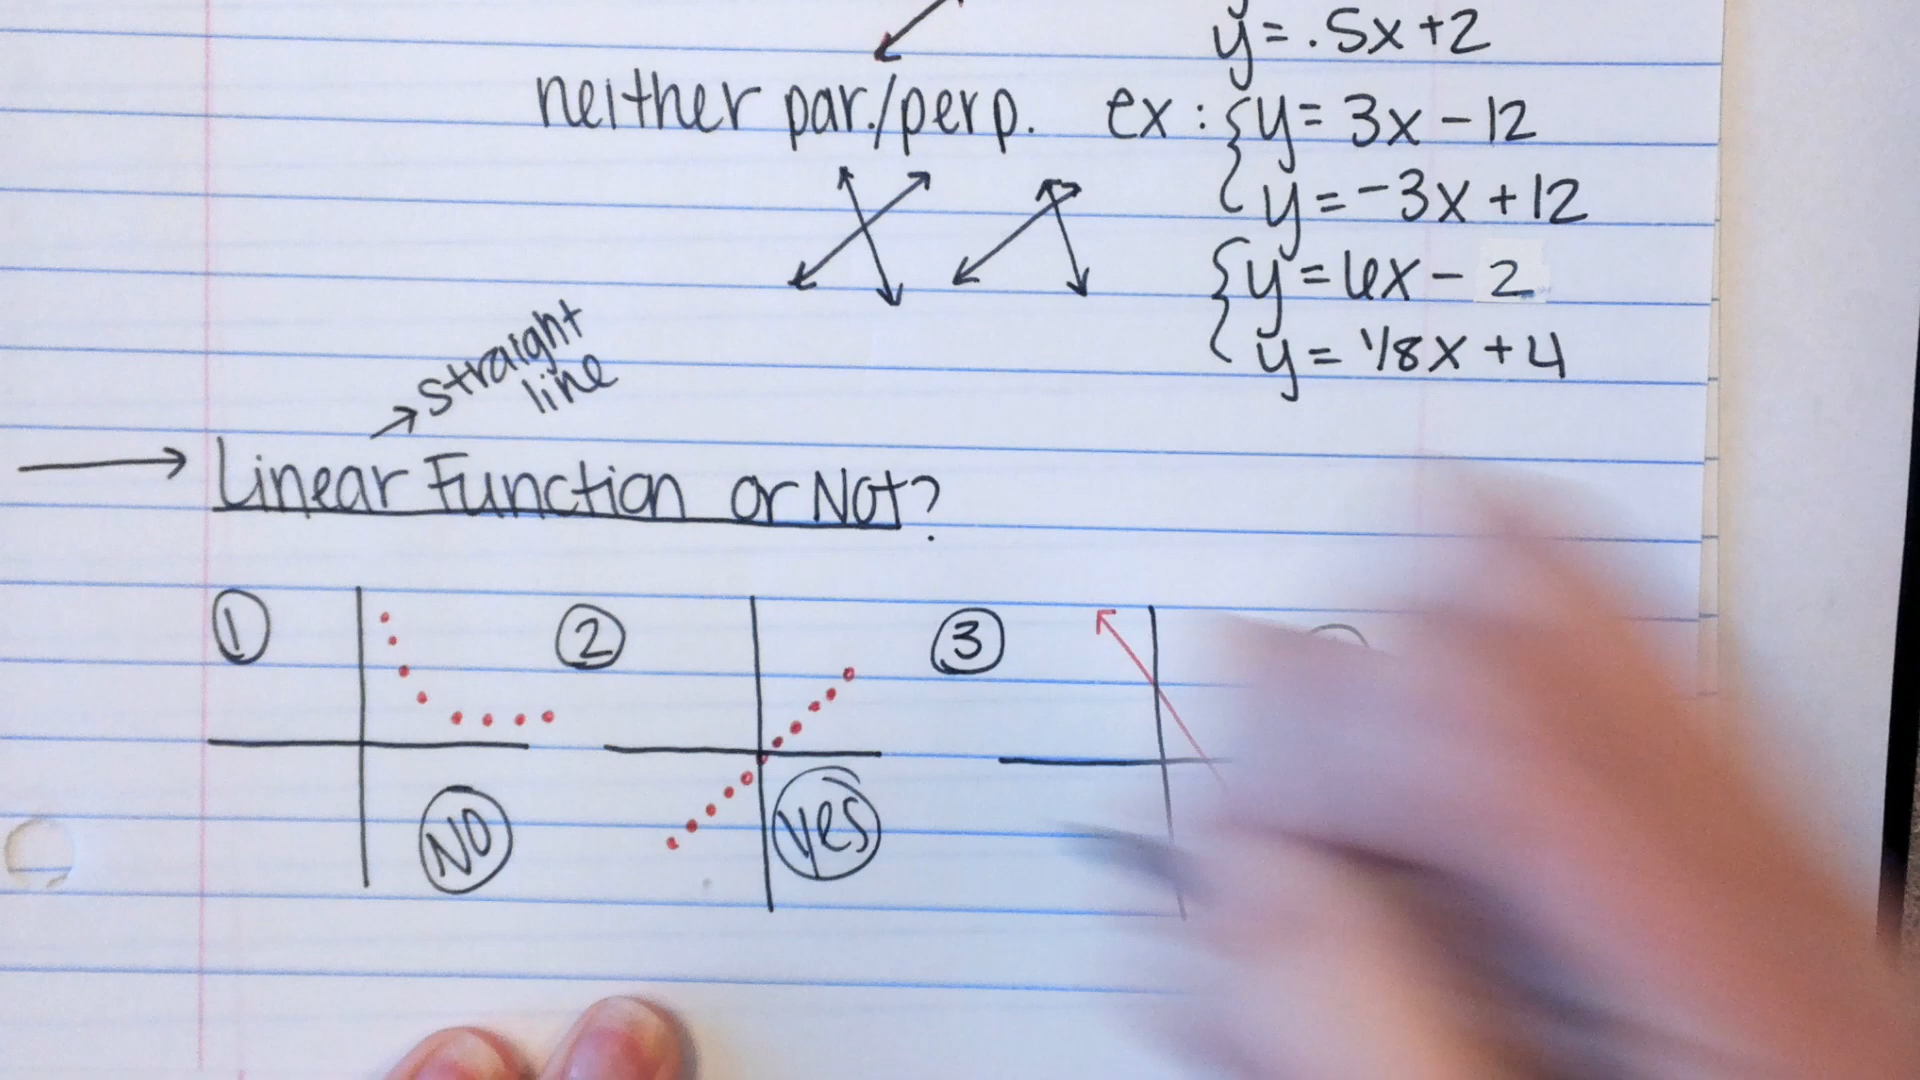 y=.5x+2
neither par./perp. ex: y=3x-12
y=-3x+12
y=6x-2
y=1/8x+4
straight
line
Linear Function or Not?
1 2 3
NO yes